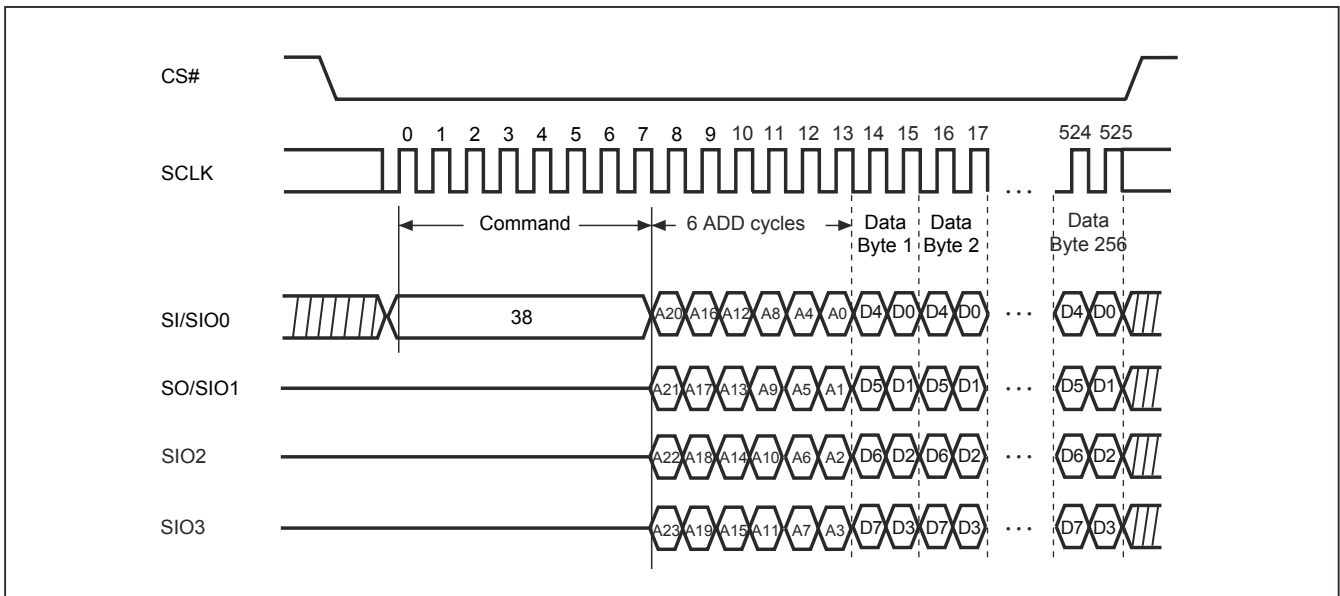 CS#
0 1 2 3 4 5 6 7 8 9 10 11 12 13 14 15 16 17 524 525
SCLK
...
Command 6 ADD cycles Data Data Data
Byte 1 Byte 2 Byte 256
SI/SIO0 38 A20 A16 A12 A8 A4 A0 D4 D0 D4 D0 ... D4 D0
SO/SIO1 A21 A17 A13 A9 A5 A1 D5 D1 D5 D1 ... D5 D1
SIO2 A22 A18 A14 A10 A6 A2 D6 D2 D6 D2 ... D6 D2
SIO3 A23 A19 A15 A11 A7 A3 D7 D3 D7 D3 ... D7 D3